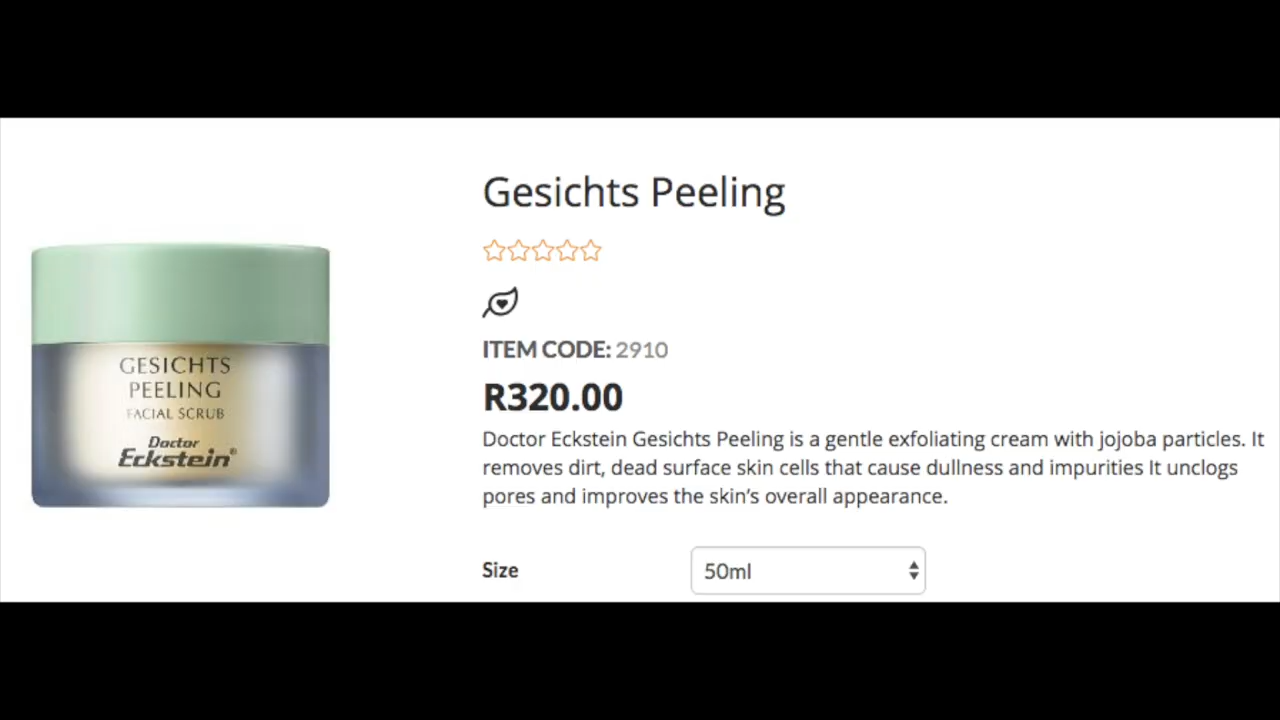 Gesichts Peeling
ITEM CODE: 2910
R320.00
Doctor Eckstein Gesichts Peeling is a gentle exfoliating cream with jojoba particles. It
removes dirt, dead surface skin cells that cause dullness and impurities It unclogs
pores and improves the skin's overall appearance.
Size
50ml
GESICHTS
PEELING
FACIAL SCRUB
Doctor
Eckstein®